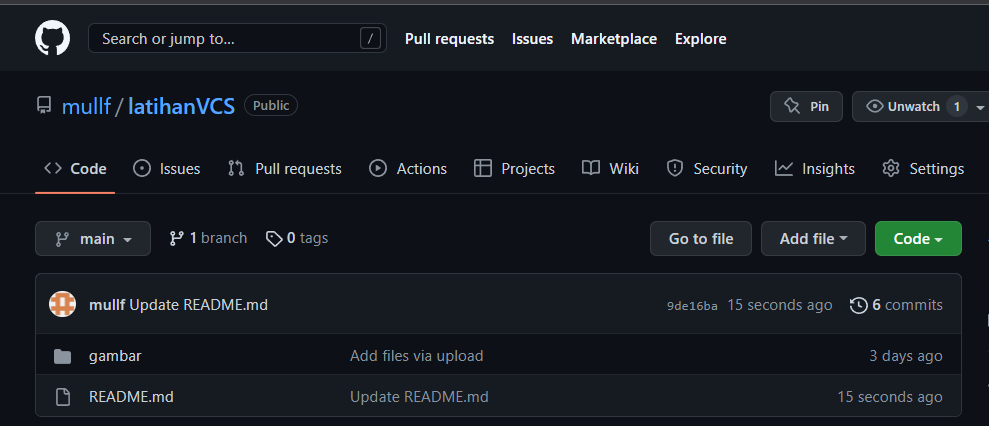 Search or jump to... / Pull requests Issues Marketplace Explore
mullf / latihanVCS Public Pin Unwatch 1
Code Issues Pull requests Actions Projects Wiki Security Insights Settings
main 1 branch 0 tags Go to file Add file Code
mullf Update README.md 9de16ba 15 seconds ago 6 commits
gambar Add files via upload 3 days ago
README.md Update README.md 15 seconds ago